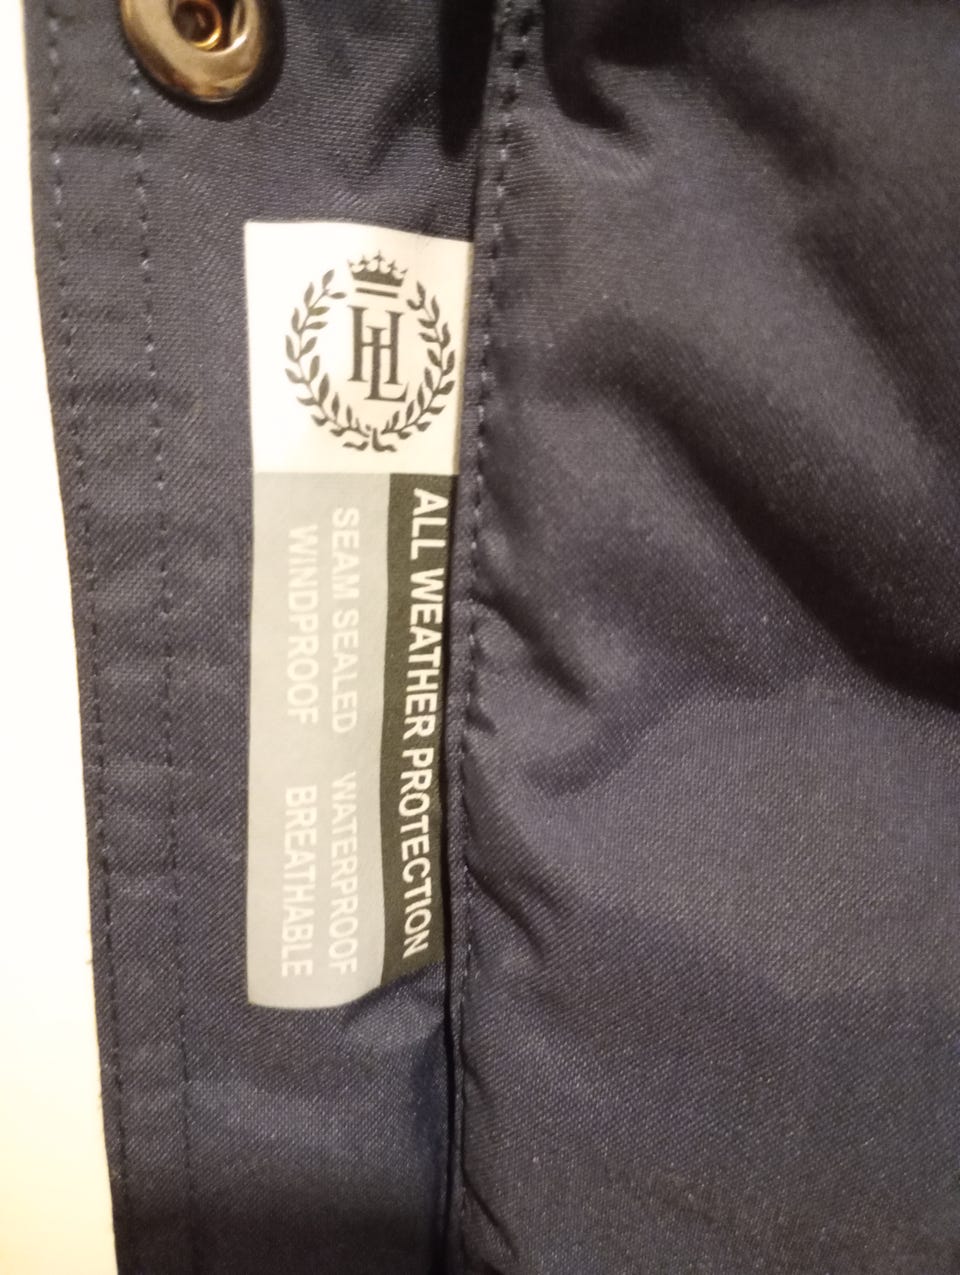 HL
ALL WEATHER PROTECTION
SEAM SEALED WATERPROOF
WINDPROOF BREATHABLE